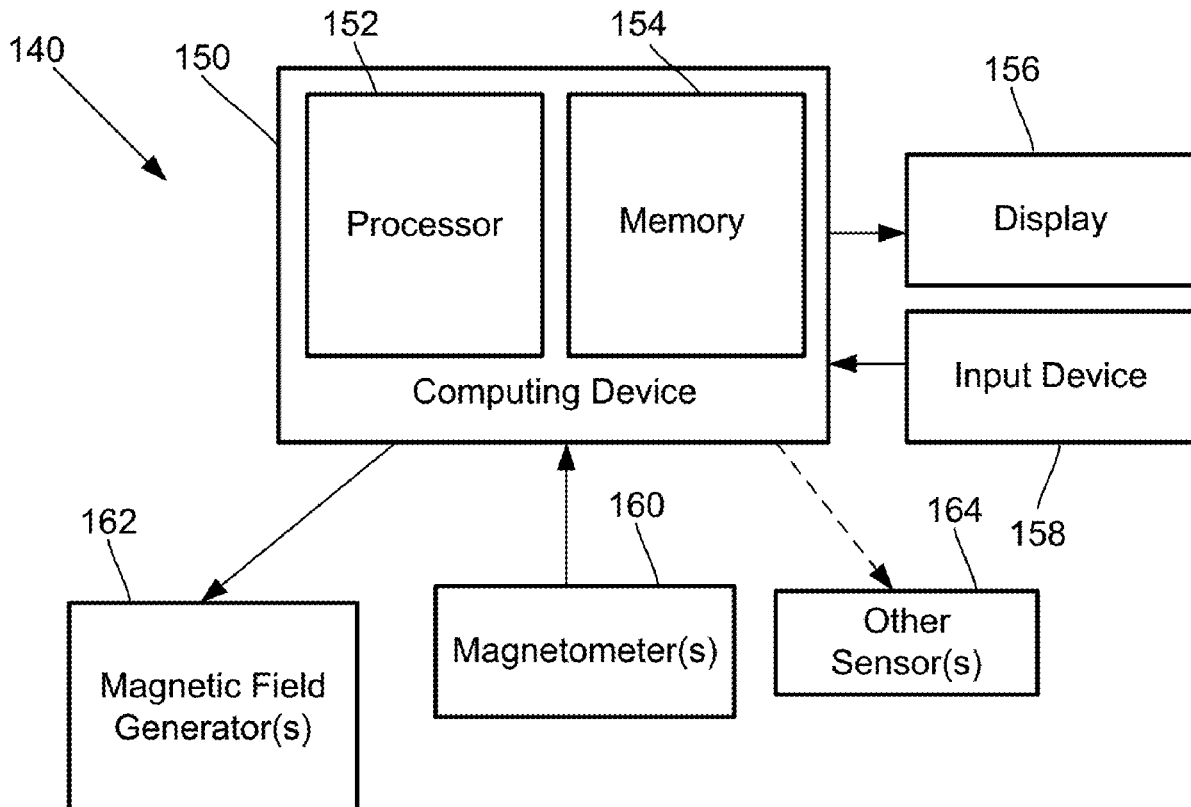 152
154
140
150
156
Processor
Memory
Display
Computing Device
Input Device
162
160
164
158
Magnetic Field
Generator(s)
Magnetometer(s)
Other
Sensor(s)